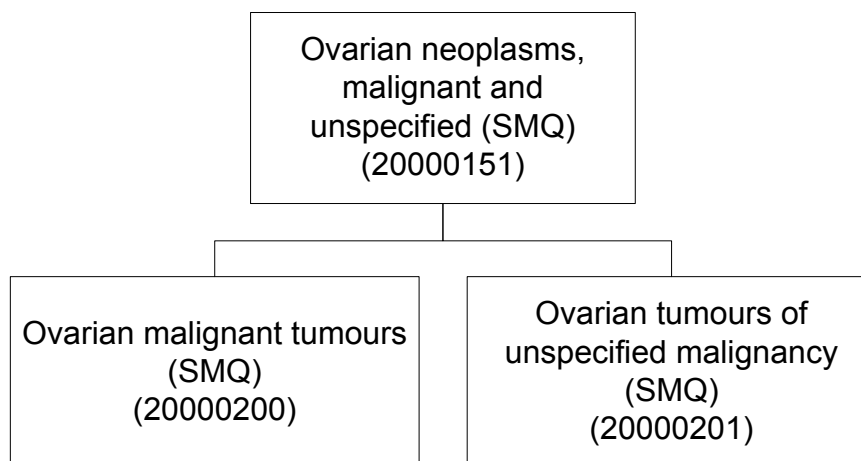 Ovarian neoplasms,
malignant and
unspecified (SMQ)
(20000151)
Ovarian malignant tumours
(SMQ)
(20000200)
Ovarian tumours of
unspecified malignancy
(SMQ)
(20000201)